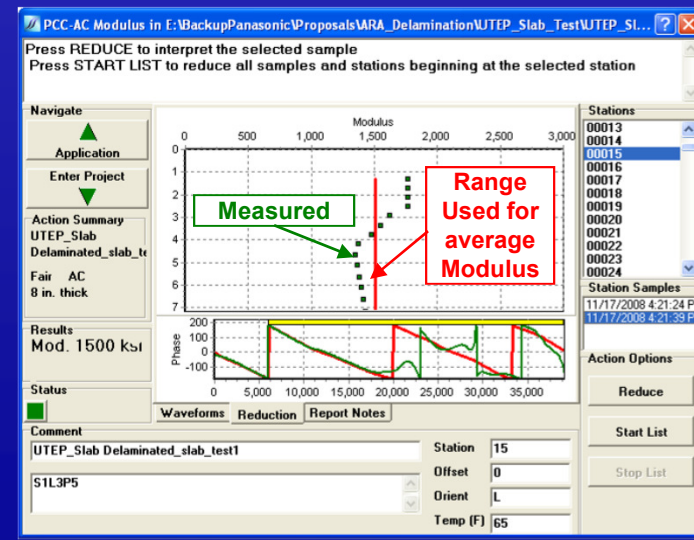 PCC-AC Modulus in E:\BackupPanasonic\Proposals\ARA_Delamination\UTEP_Slab_Test\UTEP_Sl...
Press REDUCE to interpret the selected sample
Press START LIST to reduce all samples and stations beginning at the selected station
Navigate
Application
Enter Project
Action Summary
UTEP_Slab
Delaminated_slab_te
Fair AC
8 in. thick
Results
Mod. 1500 ksi
Status
Modulus
0 500 1,000 1,500 2,000 2,500 3,000
0
1
2
3
4
5
6
7
Measured
Range
Used for
average
Modulus
Phase
200
100
0
-100
0 5,000 10,000 15,000 20,000 25,000 30,000 35,000
Waveforms Reduction Report Notes
Stations
00013
00014
00015
00016
00017
00018
00019
00020
00021
00022
00023
00024
Station Samples
11/17/2008 4:21:24 P
11/17/2008 4:21:39 P
Action Options
Reduce
Start List
Stop List
Comment
UTEP_Slab Delaminated_slab_test1
S1L3P5
Station 15
Offset 0
Orient L
Temp (F) 65